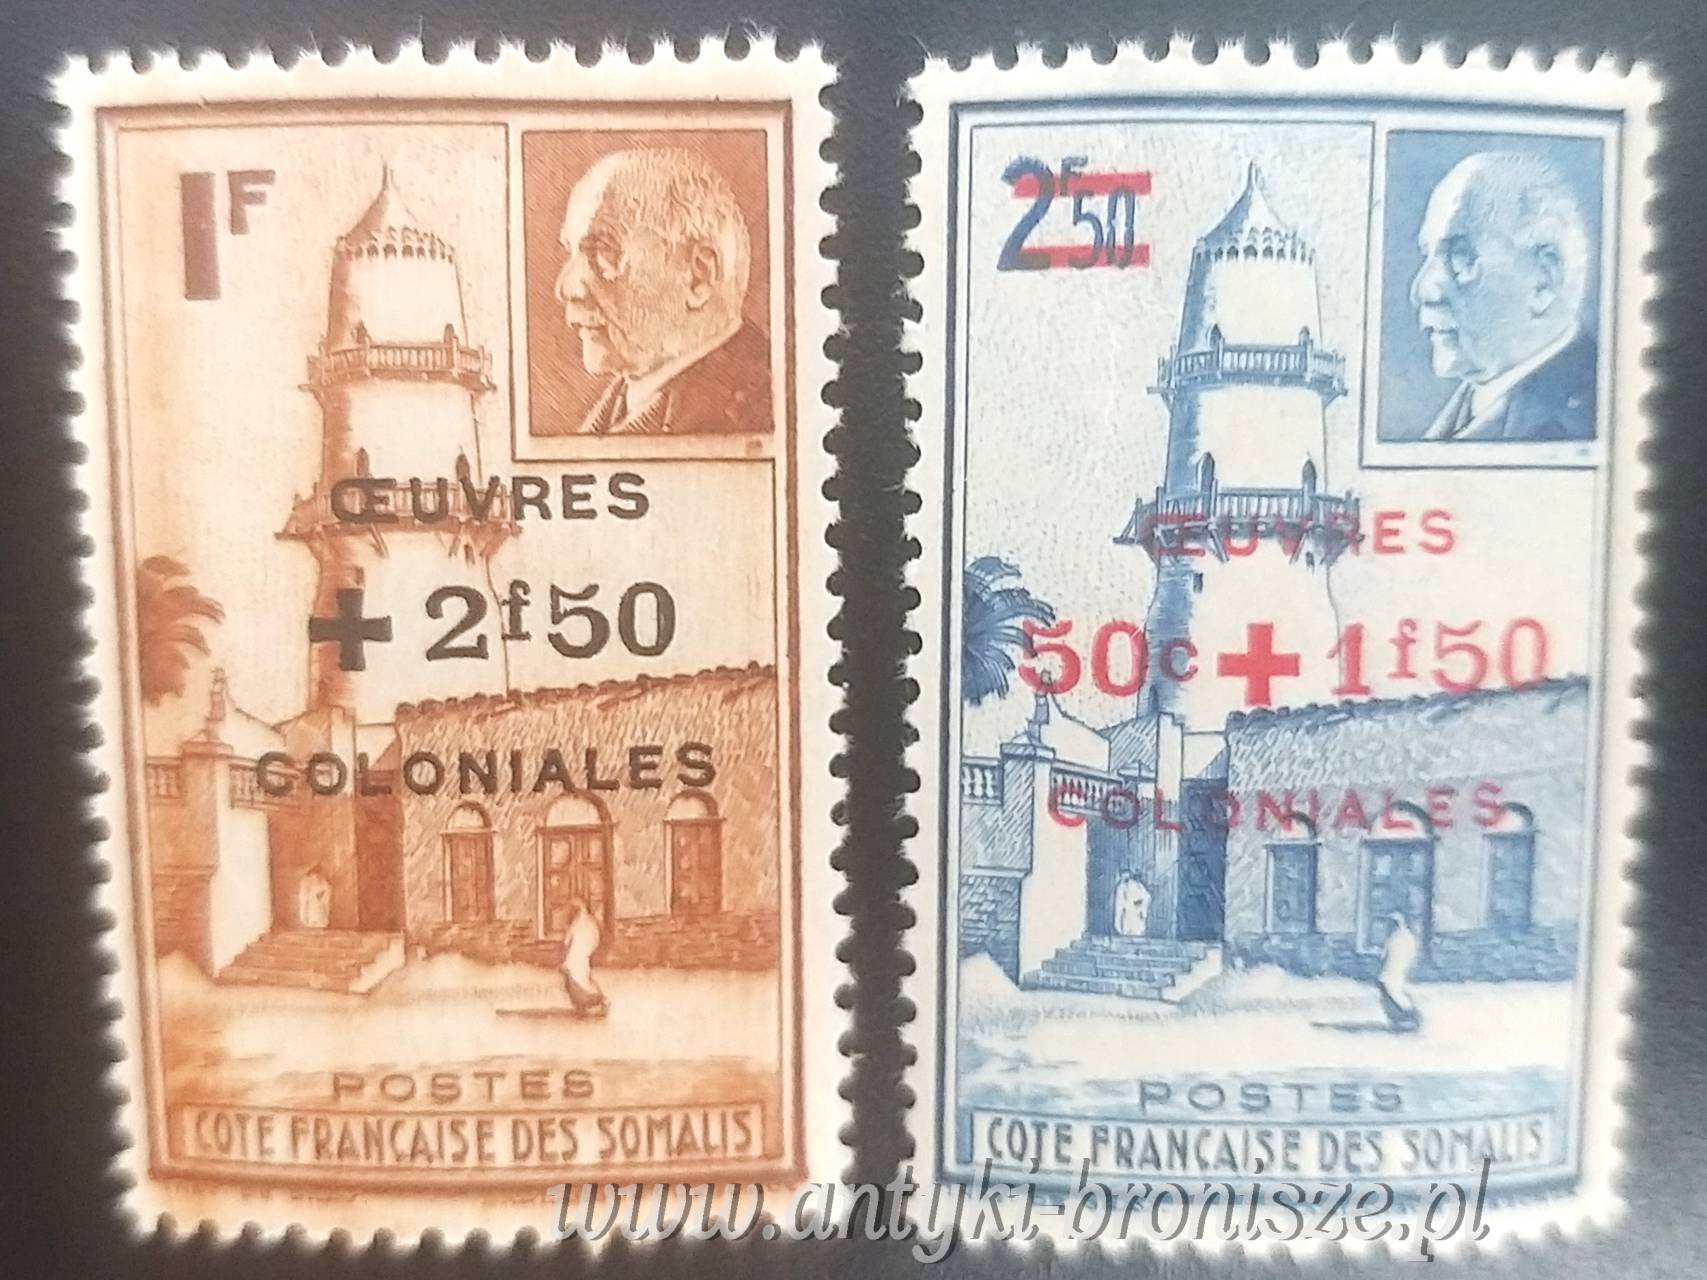 1F
ŒUVRES
+ 2f50
COLONIALES
POSTES
COTE FRANÇAISE DES SOMALIS
2F50
ŒUVRES
50c + 1f50
COLONIALES
POSTES
COTE FRANÇAISE DES SOMALIS
www.antyki-bronisze.pl